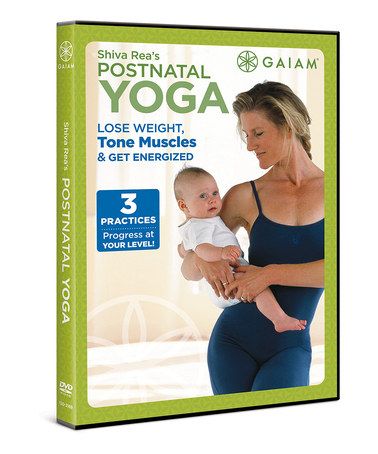 Shiva Rea's
POSTNATAL
YOGA
LOSE WEIGHT,
Tone Muscles
& GET ENERGIZED
3
PRACTICES
Progress at
YOUR LEVEL!
GAIAM
Shiva Rea's
POSTNATAL YOGA
DVD